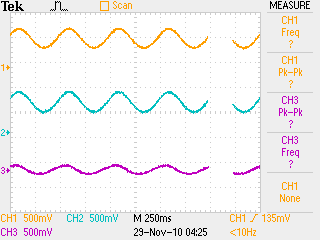 Tek Scan MEASURE
CH1
Freq
?
CH1
Pk-Pk
?
CH3
Pk-Pk
?
CH3
Freq
?
CH1
None
1
2
3
CH1 500mV CH2 500mV M 250ms CH1 135mV
CH3 500mV 29-Nov-10 04:25 <10Hz